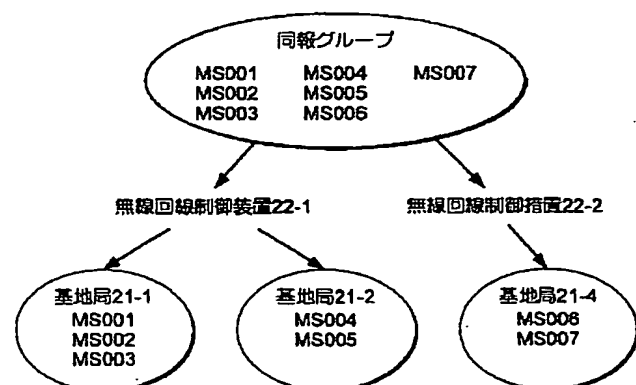 同報グループ
MS001 MS004 MS007
MS002 MS005
MS003 MS006
無線回線制御装置22-1 無線回線制御措置22-2
基地局21-1 基地局21-2 基地局21-4
MS001 MS004 MS006
MS002 MS005 MS007
MS003